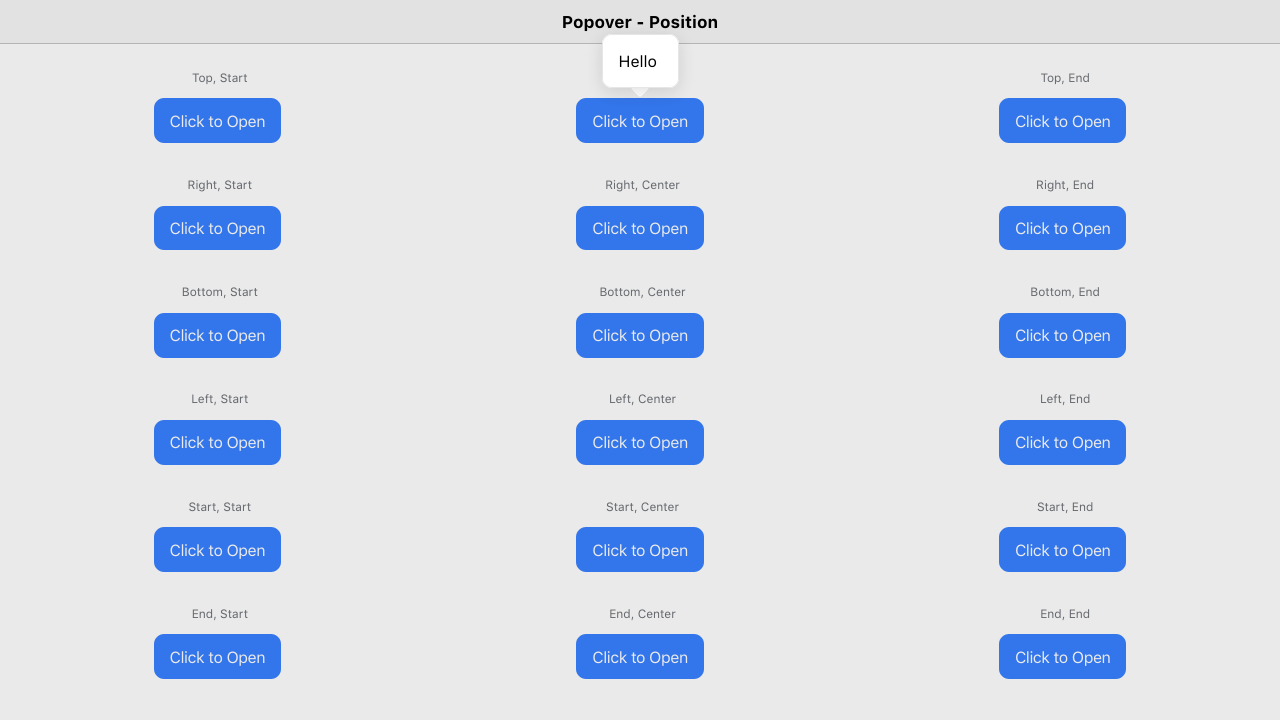 Popover - Position
Hello
Top, Start
Top, End
Click to Open
Click to Open
Click to Open
Right, Start
Right, Center
Right, End
Click to Open
Click to Open
Click to Open
Bottom, Start
Bottom, Center
Bottom, End
Click to Open
Click to Open
Click to Open
Left, Start
Left, Center
Left, End
Click to Open
Click to Open
Click to Open
Start, Start
Start, Center
Start, End
Click to Open
Click to Open
Click to Open
End, Start
End, Center
End, End
Click to Open
Click to Open
Click to Open